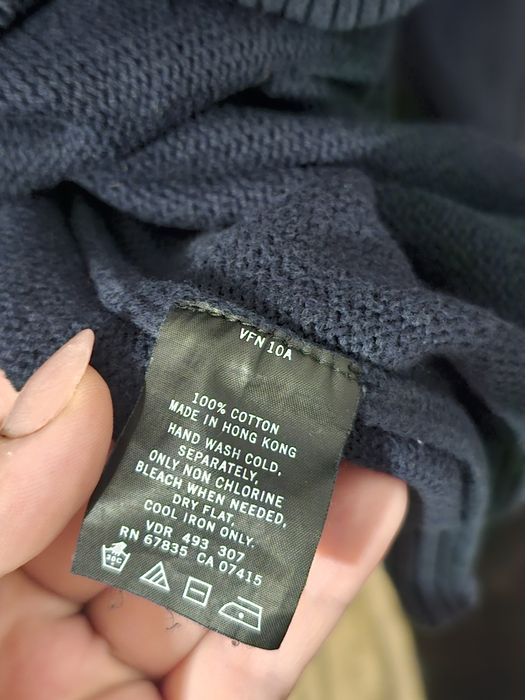 VFN 10A
100% COTTON
MADE IN HONG KONG
HAND WASH COLD,
SEPARATELY,
ONLY NON CHLORINE
BLEACH WHEN NEEDED,
DRY FLAT,
COOL IRON ONLY.
VDR 493 307
RN 67835 CA 07415